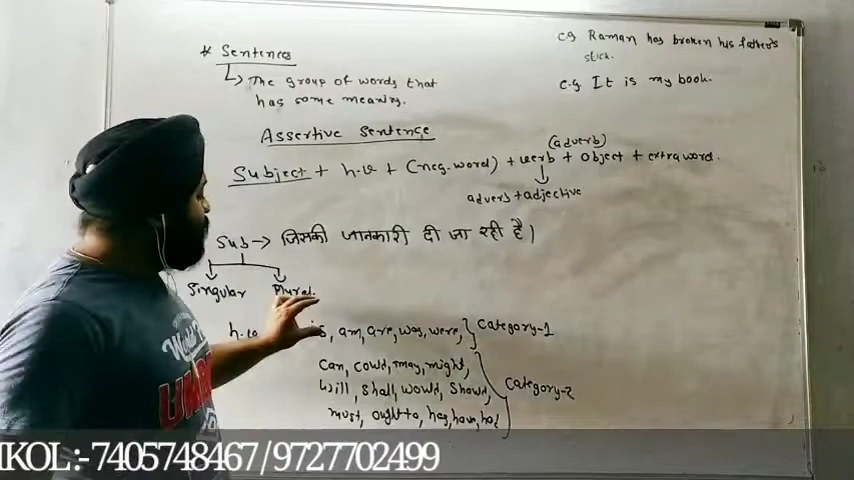 * Sentences
The group of words that
has some meaning.
e.g Raman has broken his father's
stick.
e.g. It is my book.
Assertive Sentence
(adverb)
Subject + h.v + (neg.word) + verb + object + extra word.
adverb + adjective
Sub → जिसकी जानकारी दी जा रही है।
Singular Plural.
is, am, are, was, were, } Category-1
can, could, may, might,
will, shall, would, should,
must, ought to, has, have, had
Category-2
IKOL :- 7405748467/9727702499